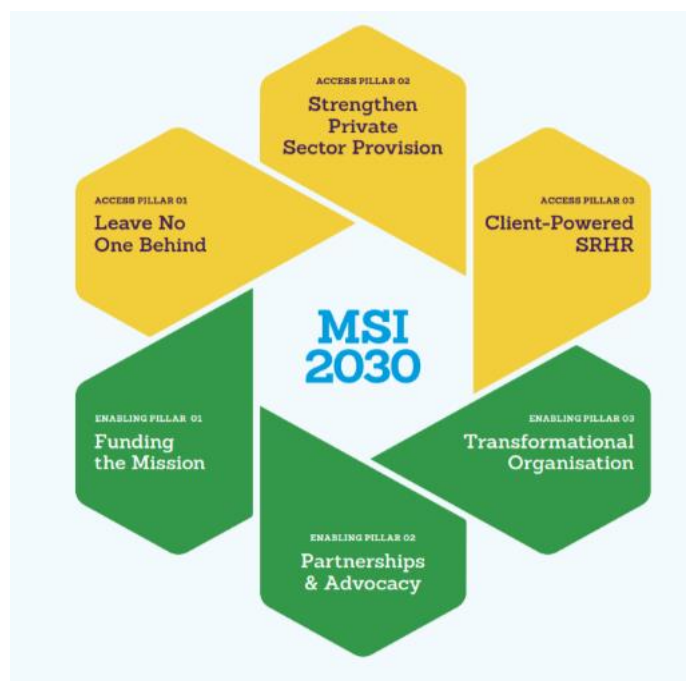 ACCESS PILLAR 02
Strengthen
Private
Sector Provision
ACCESS PILLAR 01
Leave No
One Behind
ACCESS PILLAR 03
Client-Powered
SRHR
MSI
2030
ENABLING PILLAR 01
Funding
the Mission
ENABLING PILLAR 03
Transformational
Organisation
ENABLING PILLAR 02
Partnerships
& Advocacy